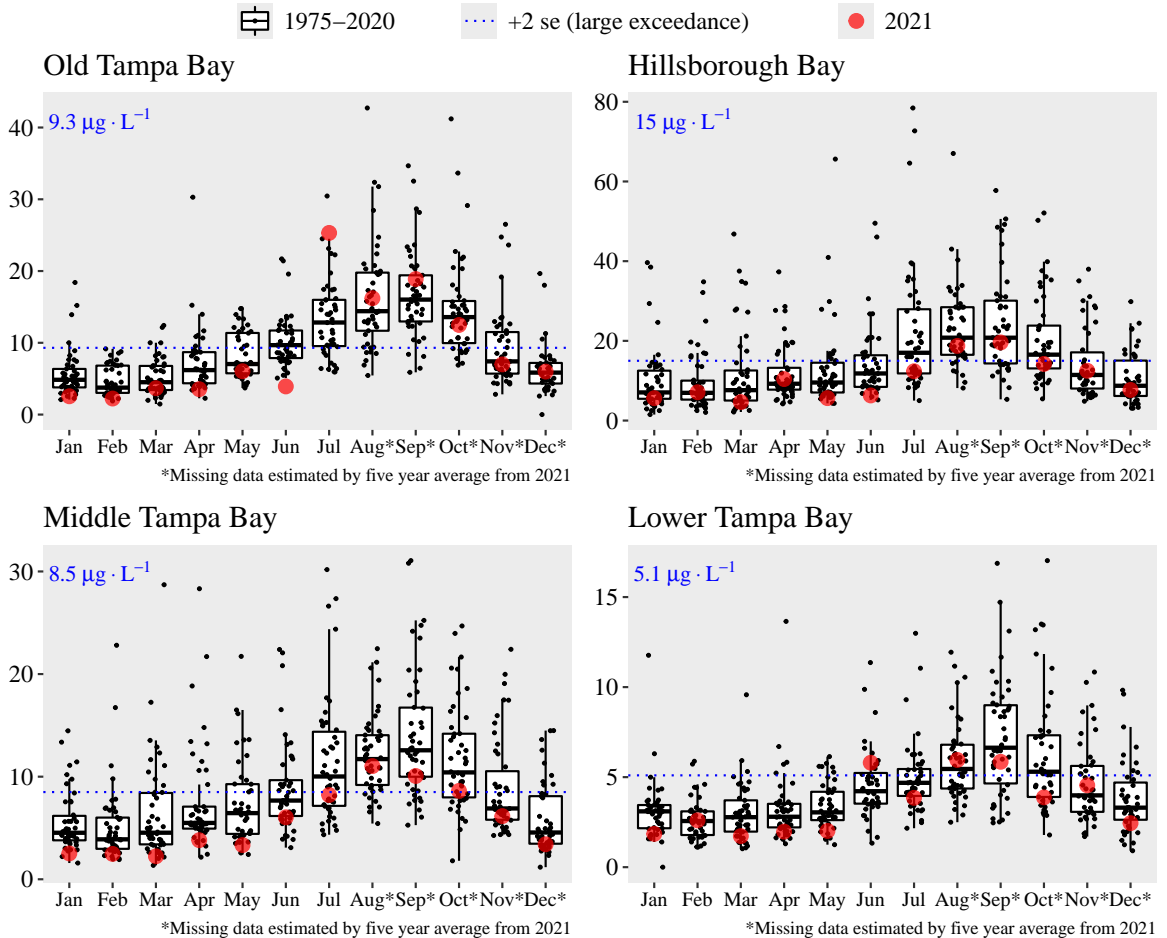 1975−2020 +2 se (large exceedance) 2021
Old Tampa Bay
9.3 μg · L⁻¹
40
30
20
10
0
Jan Feb Mar Apr May Jun Jul Aug* Sep* Oct* Nov* Dec*
*Missing data estimated by five year average from 2021
Hillsborough Bay
15 μg · L⁻¹
80
60
40
20
0
Jan Feb Mar Apr May Jun Jul Aug* Sep* Oct* Nov* Dec*
*Missing data estimated by five year average from 2021
Middle Tampa Bay
8.5 μg · L⁻¹
30
20
10
0
Jan Feb Mar Apr May Jun Jul Aug* Sep* Oct* Nov* Dec*
*Missing data estimated by five year average from 2021
Lower Tampa Bay
5.1 μg · L⁻¹
15
10
5
0
Jan Feb Mar Apr May Jun Jul Aug* Sep* Oct* Nov* Dec*
*Missing data estimated by five year average from 2021